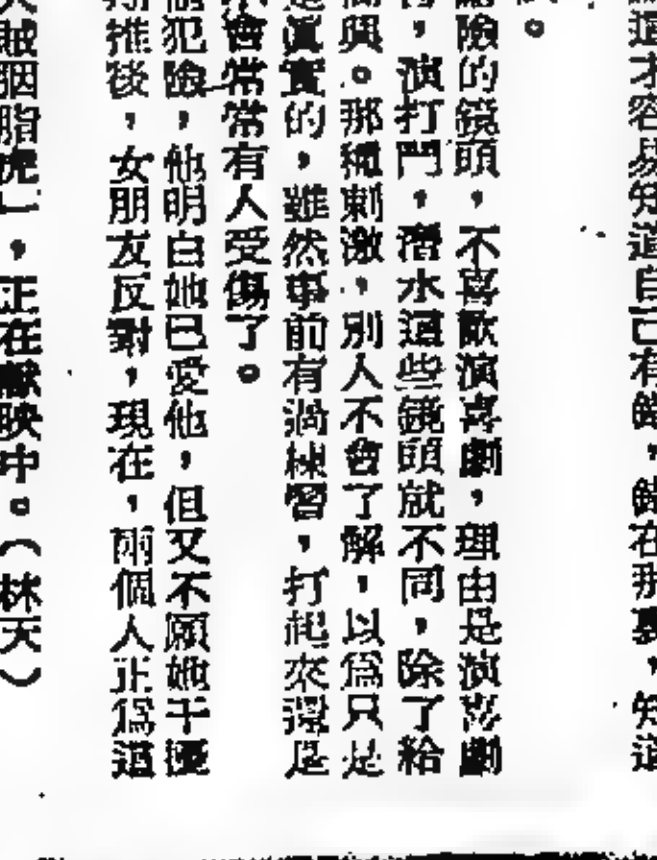 這才容易知道自己有錯，錯在那裏，知道
。
險的鏡頭，不喜歡演喜劇，理由是演喜劇
，演打鬥，潛水這些鏡頭就不同，除了給
興。那種刺激，別人不會了解，以為只是
眞實的，雖然事前有過練習，打起來還是
會常常有人受傷了。
犯險，他明白她已愛他，但又不願她干擾
推後，女朋友反對，現在，兩個人正為這
賊胭脂虎」，正在獻映中。（林天）